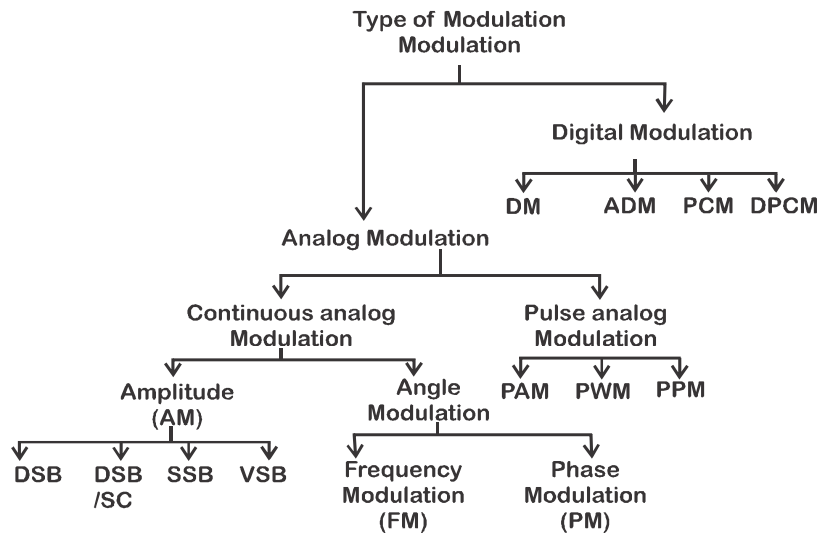 Type of Modulation
Modulation
Digital Modulation
DM ADM PCM DPCM
Analog Modulation
Continuous analog
Modulation
Pulse analog
Modulation
Amplitude
(AM)
Angle
Modulation
PAM PWM PPM
DSB DSB
/SC SSB VSB
Frequency
Modulation
(FM)
Phase
Modulation
(PM)